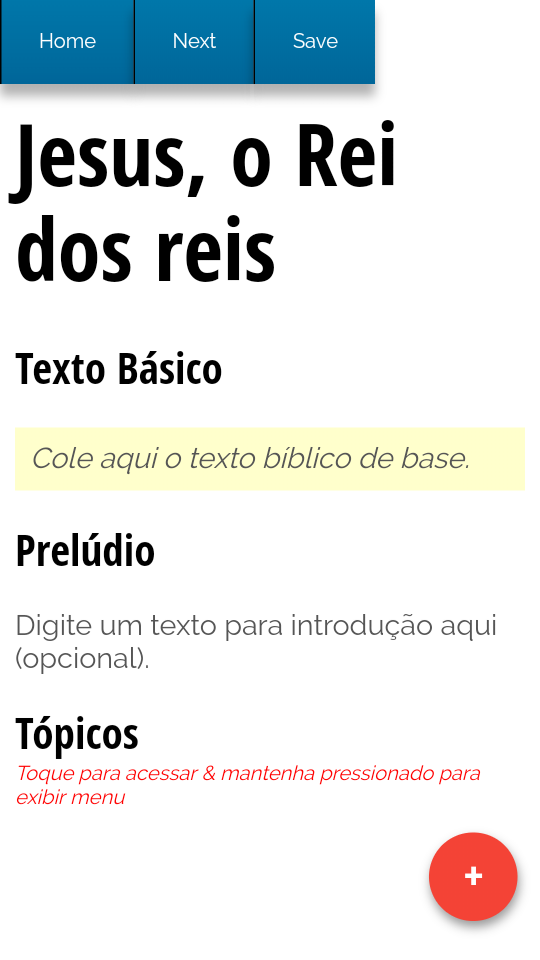 Home Next Save
Jesus, o Rei
dos reis
Texto Básico
Cole aqui o texto bíblico de base.
Prelúdio
Digite um texto para introdução aqui
(opcional).
Tópicos
Toque para acessar & mantenha pressionado para
exibir menu
+